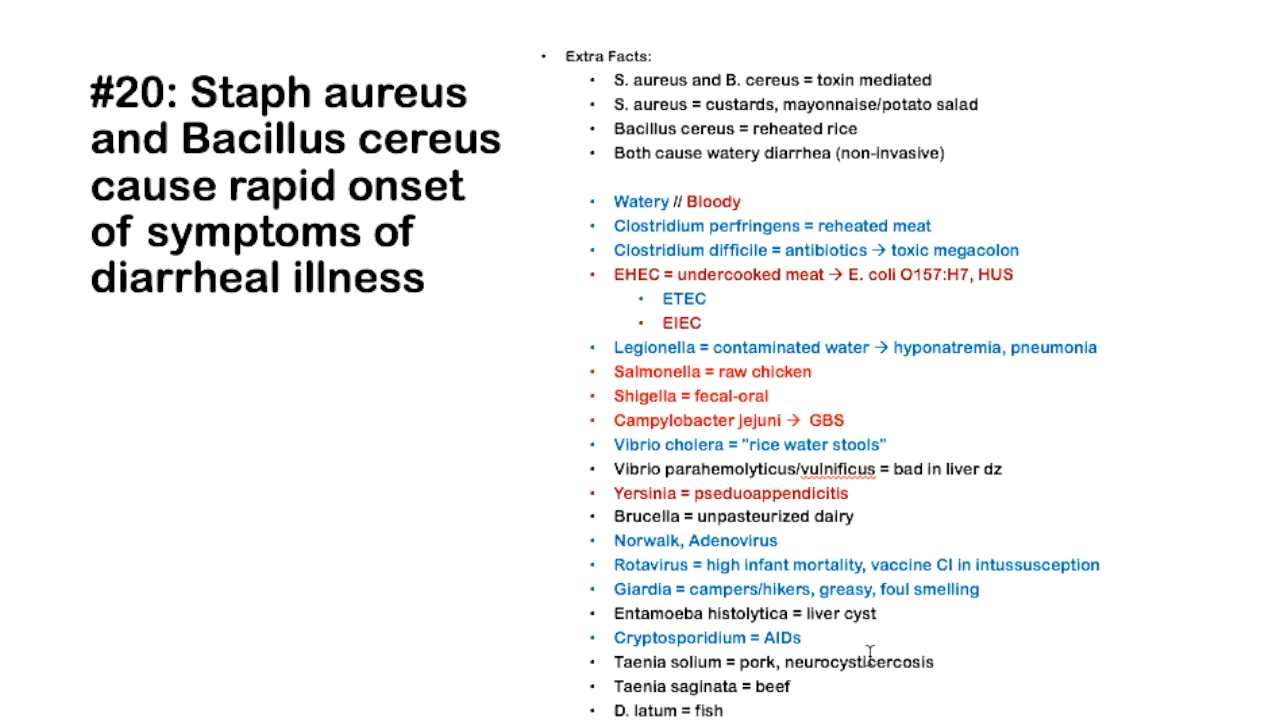 #20: Staph aureus
and Bacillus cereus
cause rapid onset
of symptoms of
diarrheal illness
• Extra Facts:
• S. aureus and B. cereus = toxin mediated
• S. aureus = custards, mayonnaise/potato salad
• Bacillus cereus = reheated rice
• Both cause watery diarrhea (non-invasive)
• Watery // Bloody
• Clostridium perfringens = reheated meat
• Clostridium difficile = antibiotics → toxic megacolon
• EHEC = undercooked meat → E. coli O157:H7, HUS
• ETEC
• EIEC
• Legionella = contaminated water → hyponatremia, pneumonia
• Salmonella = raw chicken
• Shigella = fecal-oral
• Campylobacter jejuni → GBS
• Vibrio cholera = "rice water stools"
• Vibrio parahemolyticus/vulnificus = bad in liver dz
• Yersinia = pseduoappendicitis
• Brucella = unpasteurized dairy
• Norwalk, Adenovirus
• Rotavirus = high infant mortality, vaccine CI in intussusception
• Giardia = campers/hikers, greasy, foul smelling
• Entamoeba histolytica = liver cyst
• Cryptosporidium = AIDs
• Taenia solium = pork, neurocysticercosis
• Taenia saginata = beef
• D. latum = fish